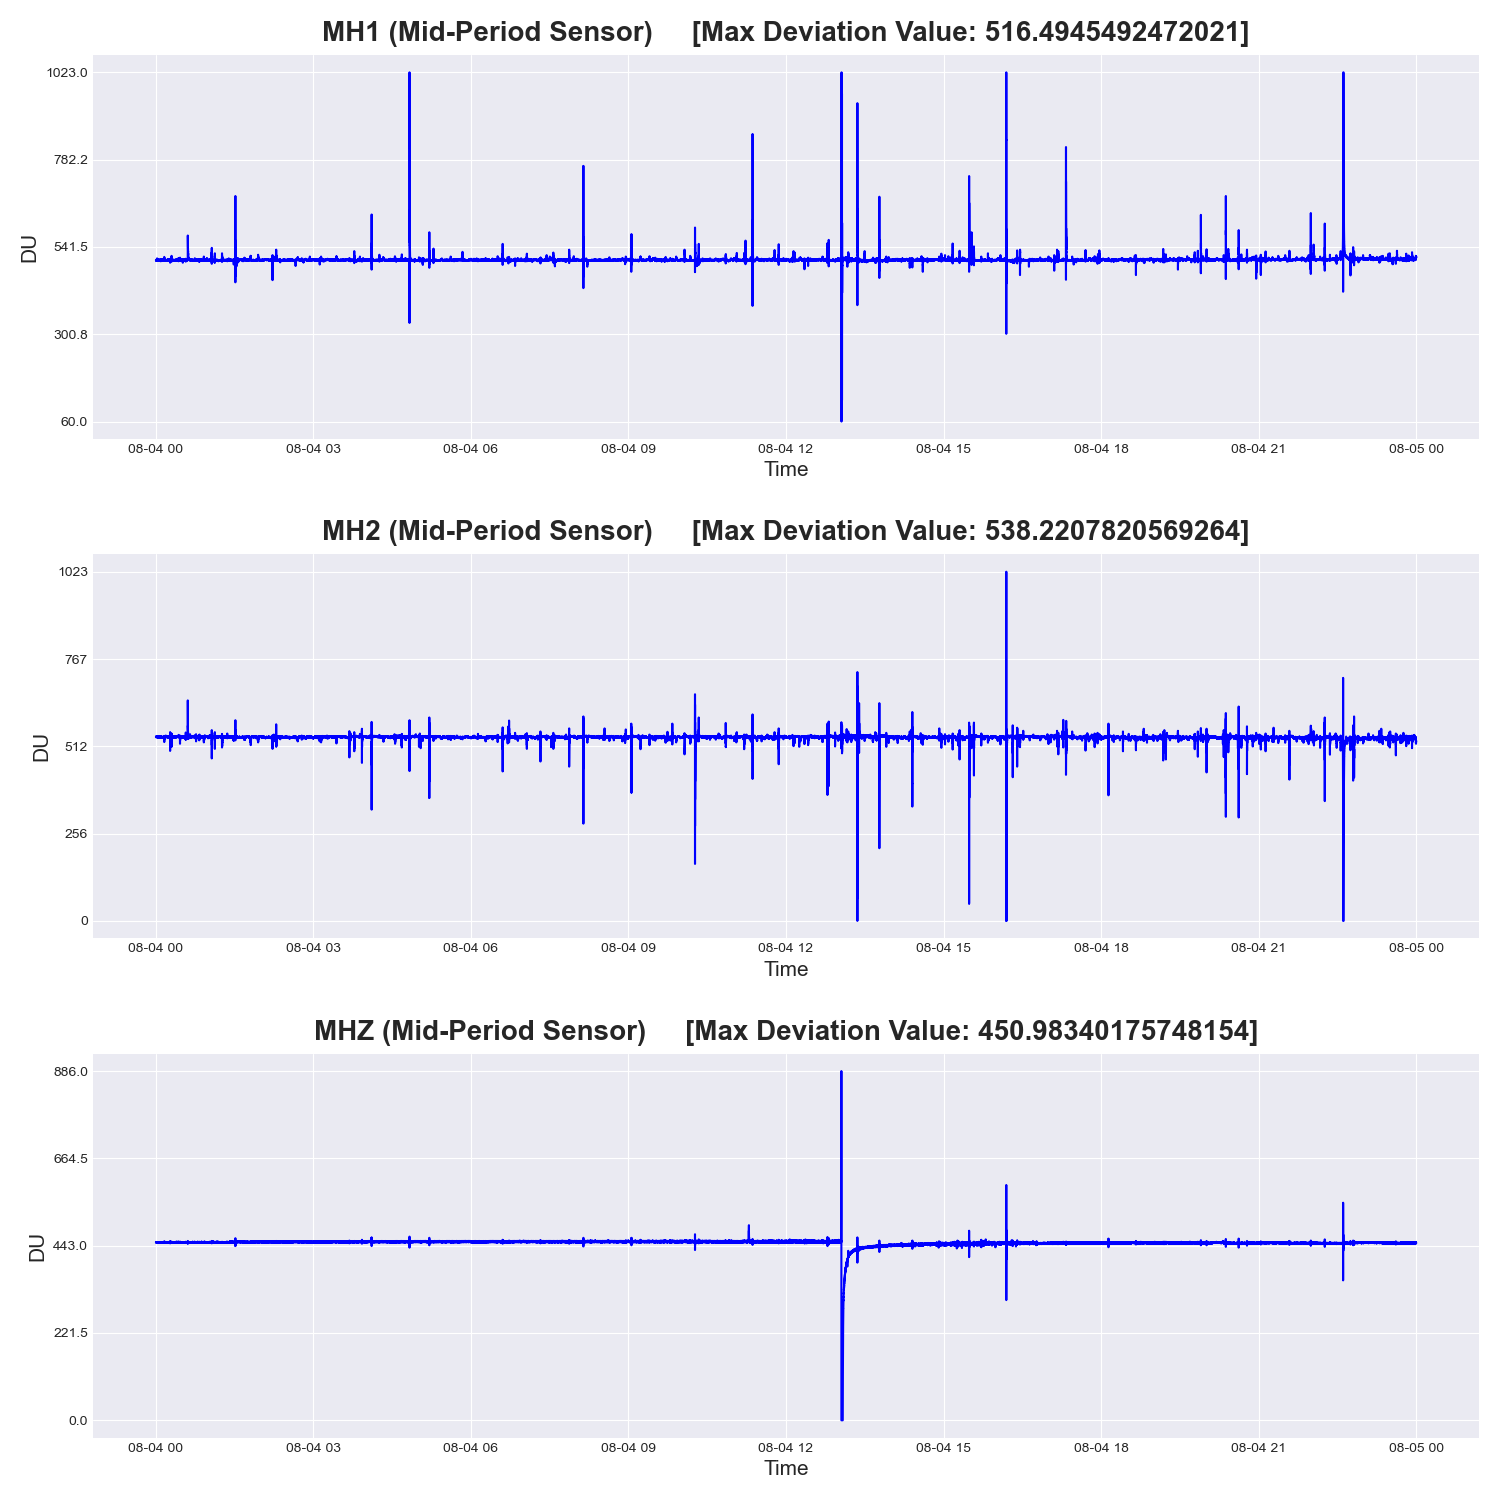 MH1 (Mid-Period Sensor) [Max Deviation Value: 516.4945492472021]
1023.0
782.2
541.5
300.8
60.0
DU
08-04 00 08-04 03 08-04 06 08-04 09 08-04 12 08-04 15 08-04 18 08-04 21 08-05 00
Time
MH2 (Mid-Period Sensor) [Max Deviation Value: 538.2207820569264]
1023
767
512
256
0
DU
08-04 00 08-04 03 08-04 06 08-04 09 08-04 12 08-04 15 08-04 18 08-04 21 08-05 00
Time
MHZ (Mid-Period Sensor) [Max Deviation Value: 450.98340175748154]
886.0
664.5
443.0
221.5
0.0
DU
08-04 00 08-04 03 08-04 06 08-04 09 08-04 12 08-04 15 08-04 18 08-04 21 08-05 00
Time